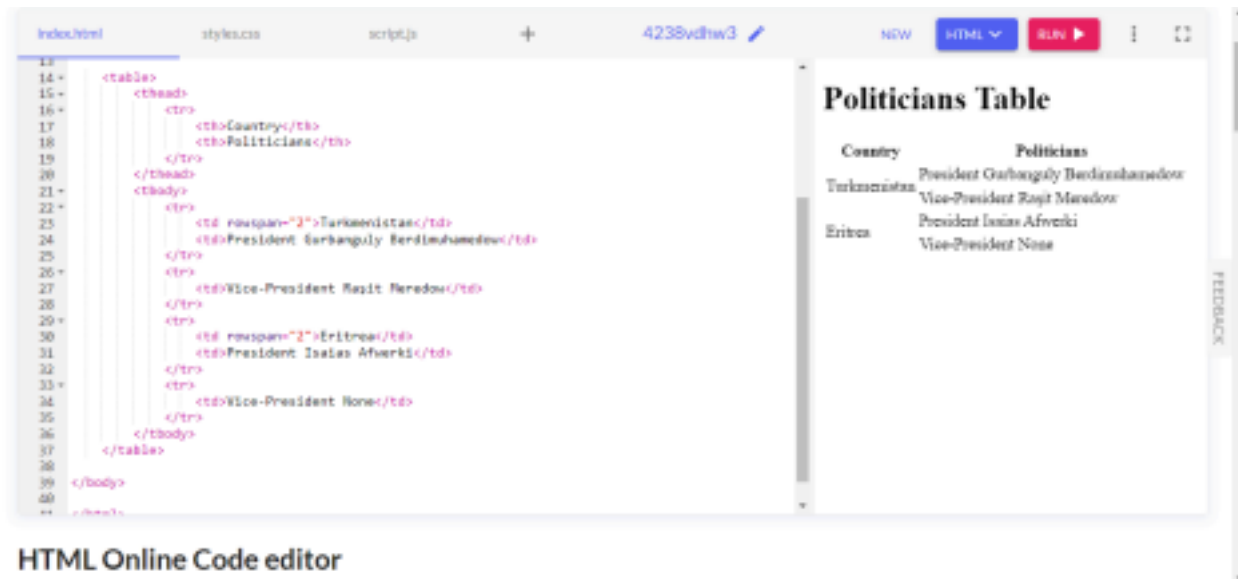 index.html
styles.css
script.js
+
4238vdhw3
NEW
HTML
RUN
13
14 <table>
15 <thead>
16 <tr>
17 <th>Country</th>
18 <th>Politicians</th>
19 </tr>
20 </thead>
21 <tbody>
22 <tr>
23 <td rowspan="2">Turkmenistan</td>
24 <td>President Gurbanguly Berdimuhamedow</td>
25 </tr>
26 <tr>
27 <td>Vice-President Raşit Meredow</td>
28 </tr>
29 <tr>
30 <td rowspan="2">Eritrea</td>
31 <td>President Isaias Afwerki</td>
32 </tr>
33 <tr>
34 <td>Vice-President None</td>
35 </tr>
36 </tbody>
37 </table>
38
39 </body>
40
41 </html>
Politicians Table
Country Politicians
Turkmenistan
President Gurbanguly Berdimuhamedow
Vice-President Raşit Meredow
Eritrea
President Isaias Afwerki
Vice-President None
FEEDBACK
HTML Online Code editor